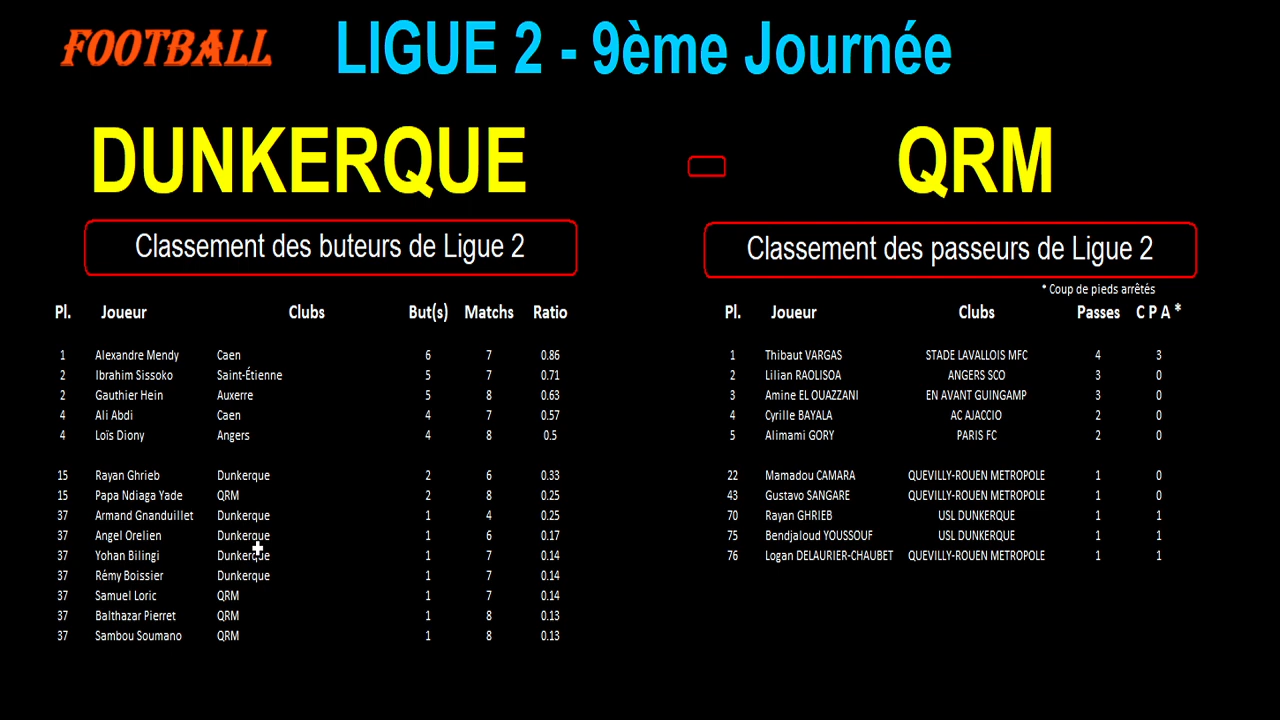 FOOTBALL LIGUE 2 - 9ème Journée
DUNKERQUE - QRM
Classement des buteurs de Ligue 2
Pl. Joueur Clubs But(s) Matchs Ratio
1 Alexandre Mendy Caen 6 7 0.86
2 Ibrahim Sissoko Saint-Étienne 5 7 0.71
2 Gauthier Hein Auxerre 5 8 0.63
4 Ali Abdi Caen 4 7 0.57
4 Loïs Diony Angers 4 8 0.5
15 Rayan Ghrieb Dunkerque 2 6 0.33
15 Papa Ndiaga Yade QRM 2 8 0.25
37 Armand Gnanduillet Dunkerque 1 4 0.25
37 Angel Orelien Dunkerque 1 6 0.17
37 Yohan Bilingi Dunkerque 1 7 0.14
37 Rémy Boissier Dunkerque 1 7 0.14
37 Samuel Loric QRM 1 7 0.14
37 Balthazar Pierret QRM 1 8 0.13
37 Sambou Soumano QRM 1 8 0.13
Classement des passeurs de Ligue 2
* Coup de pieds arrêtés
Pl. Joueur Clubs Passes C P A *
1 Thibaut VARGAS STADE LAVALLOIS MFC 4 3
2 Lilian RAOLISOA ANGERS SCO 3 0
3 Amine EL OUAZZANI EN AVANT GUINGAMP 3 0
4 Cyrille BAYALA AC AJACCIO 2 0
5 Alimami GORY PARIS FC 2 0
22 Mamadou CAMARA QUEVILLY-ROUEN METROPOLE 1 0
43 Gustavo SANGARE QUEVILLY-ROUEN METROPOLE 1 0
70 Rayan GHRIEB USL DUNKERQUE 1 1
75 Bendjaloud YOUSSOUF USL DUNKERQUE 1 1
76 Logan DELAURIER-CHAUBET QUEVILLY-ROUEN METROPOLE 1 1